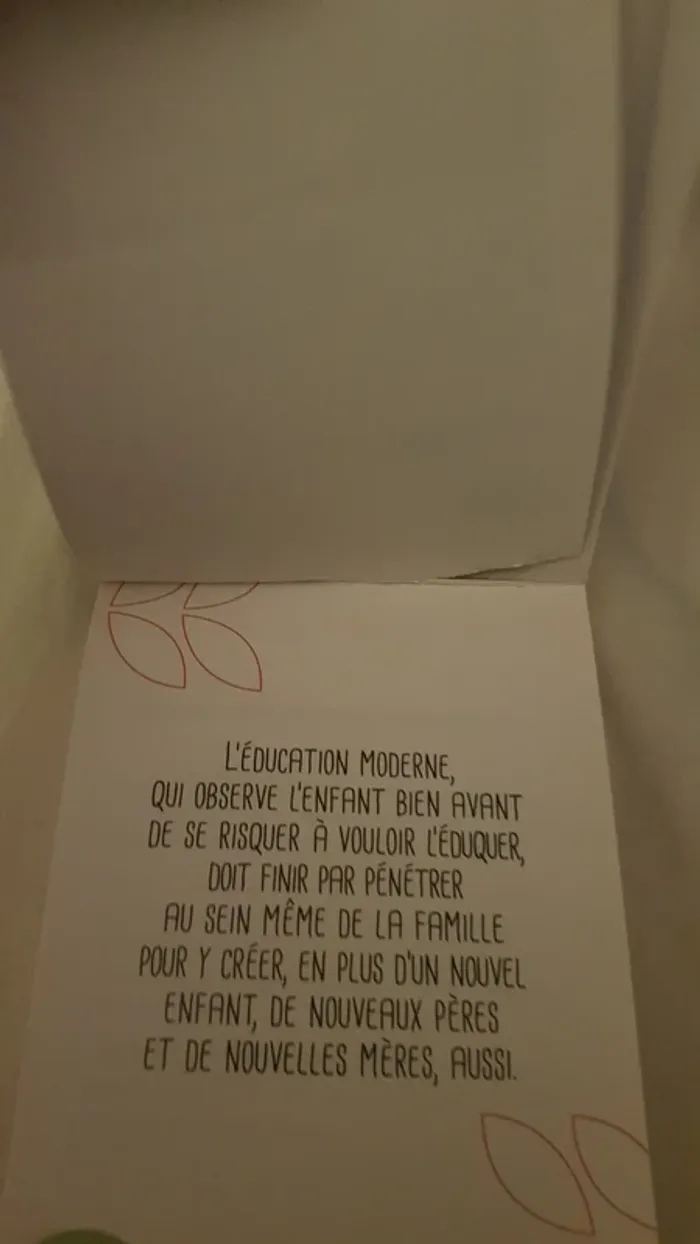 L'ÉDUCATION MODERNE,
QUI OBSERVE L'ENFANT BIEN AVANT
DE SE RISQUER À VOULOIR L'ÉDUQUER,
DOIT FINIR PAR PÉNÉTRER
AU SEIN MÊME DE LA FAMILLE
POUR Y CRÉER, EN PLUS D'UN NOUVEL
ENFANT, DE NOUVEAUX PÈRES
ET DE NOUVELLES MÈRES, AUSSI.